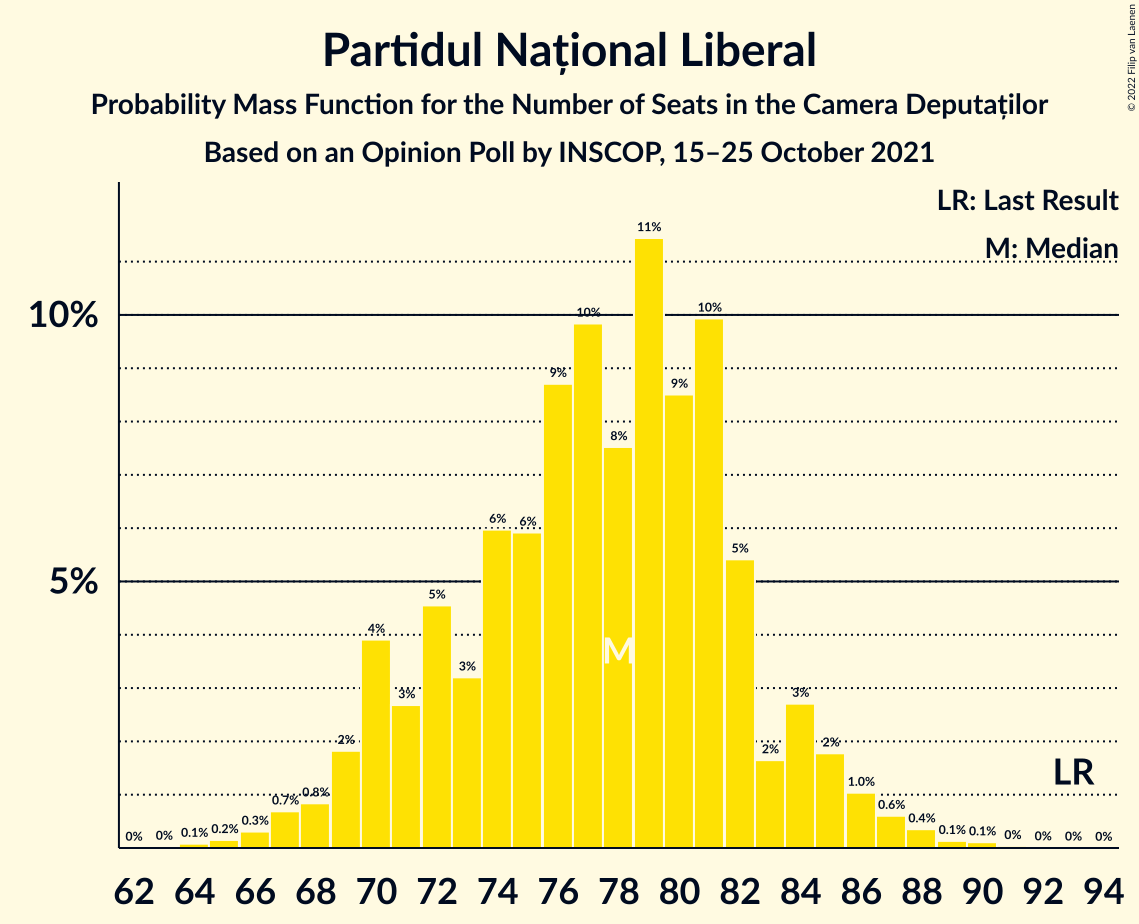 Partidul Național Liberal
Probability Mass Function for the Number of Seats in the Camera Deputaților
Based on an Opinion Poll by INSCOP, 15–25 October 2021
© 2022 Filip van Laenen
LR: Last Result
M: Median
10%
5%
0% 0% 0.1% 0.2% 0.3% 0.7% 0.8% 2% 4% 3% 5% 3% 6% 6% 9% 10% 8% 11% 9% 10% 5% 2% 3% 2% 1.0% 0.6% 0.4% 0.1% 0.1% 0% 0% 0% 0%
M
LR
62 64 66 68 70 72 74 76 78 80 82 84 86 88 90 92 94